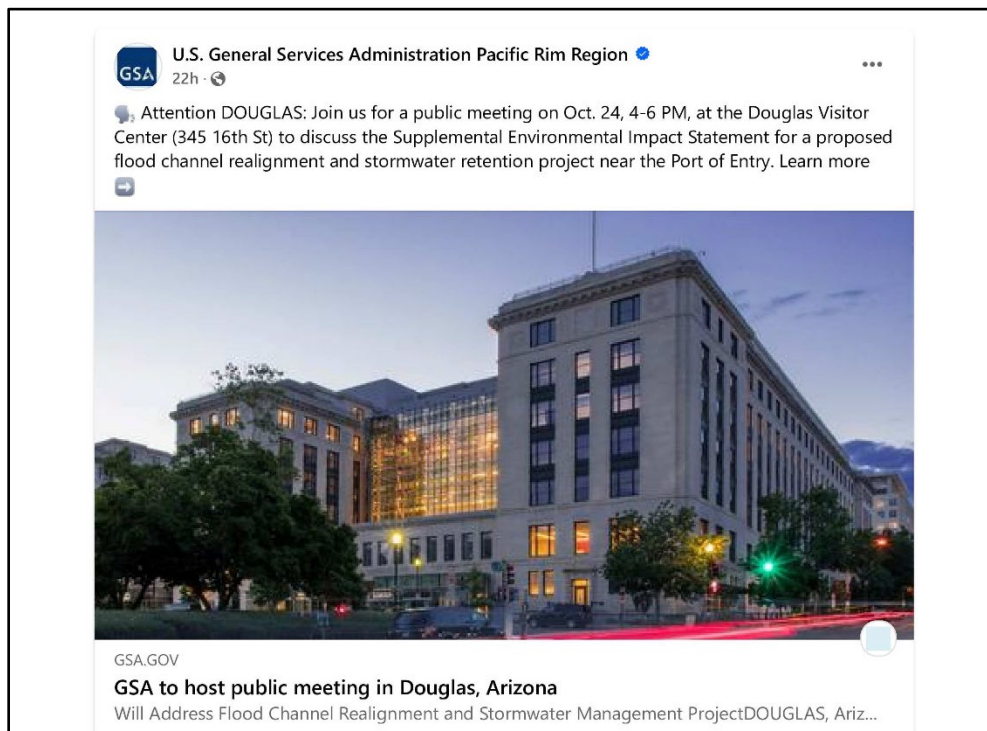 GSA
U.S. General Services Administration Pacific Rim Region
22h ·
Attention DOUGLAS: Join us for a public meeting on Oct. 24, 4-6 PM, at the Douglas Visitor
Center (345 16th St) to discuss the Supplemental Environmental Impact Statement for a proposed
flood channel realignment and stormwater retention project near the Port of Entry. Learn more
GSA.GOV
GSA to host public meeting in Douglas, Arizona
Will Address Flood Channel Realignment and Stormwater Management ProjectDOUGLAS, Ariz...